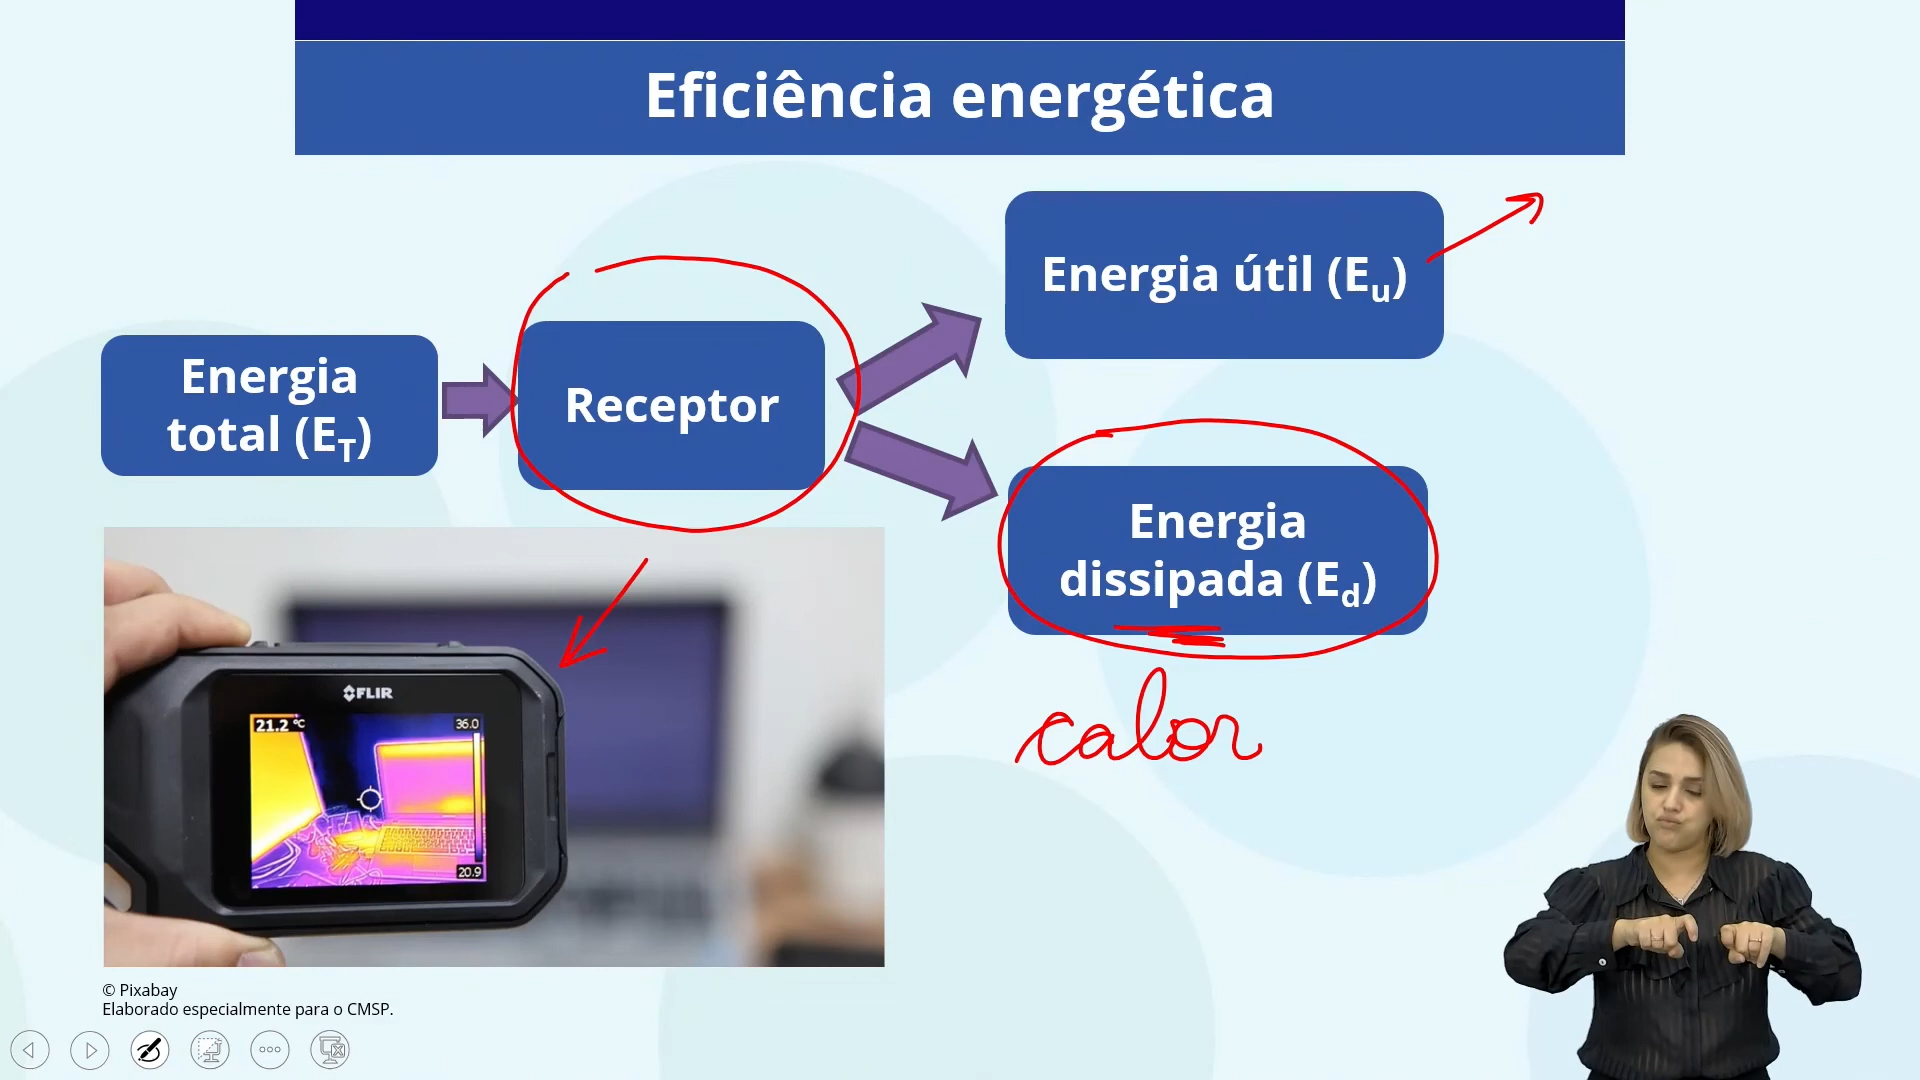 Eficiência energética
Energia útil (Eu)
Energia
total (ET)
Receptor
Energia
dissipada (Ed)
calor
FLIR
21.2 °C
36.0
20.9
© Pixabay
Elaborado especialmente para o CMSP.